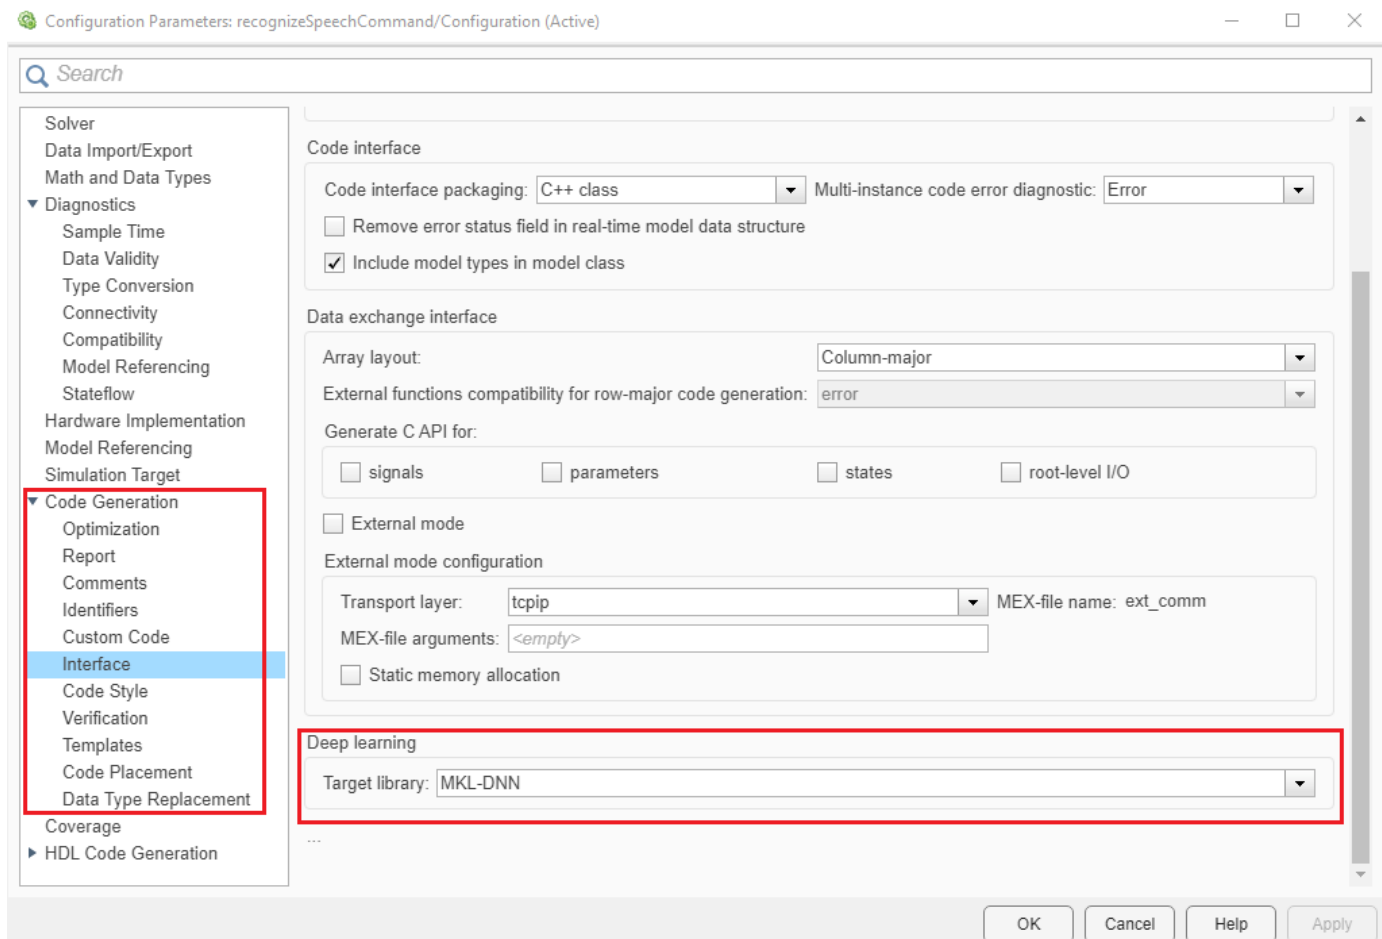 Configuration Parameters: recognizeSpeechCommand/Configuration (Active)
Search
Solver
Data Import/Export
Math and Data Types
Diagnostics
Sample Time
Data Validity
Type Conversion
Connectivity
Compatibility
Model Referencing
Stateflow
Hardware Implementation
Model Referencing
Simulation Target
Code Generation
Optimization
Report
Comments
Identifiers
Custom Code
Interface
Code Style
Verification
Templates
Code Placement
Data Type Replacement
Coverage
HDL Code Generation
Code interface
Code interface packaging: C++ class Multi-instance code error diagnostic: Error
Remove error status field in real-time model data structure
Include model types in model class
Data exchange interface
Array layout: Column-major
External functions compatibility for row-major code generation: error
Generate C API for:
signals parameters states root-level I/O
External mode
External mode configuration
Transport layer: tcpip MEX-file name: ext_comm
MEX-file arguments: <empty>
Static memory allocation
Deep learning
Target library: MKL-DNN
...
OK Cancel Help Apply